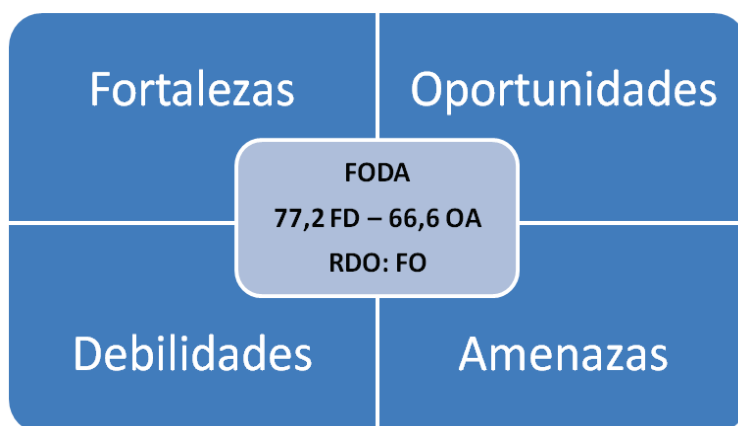 Fortalezas
Oportunidades
FODA
77,2 FD – 66,6 OA
RDO: FO
Debilidades
Amenazas